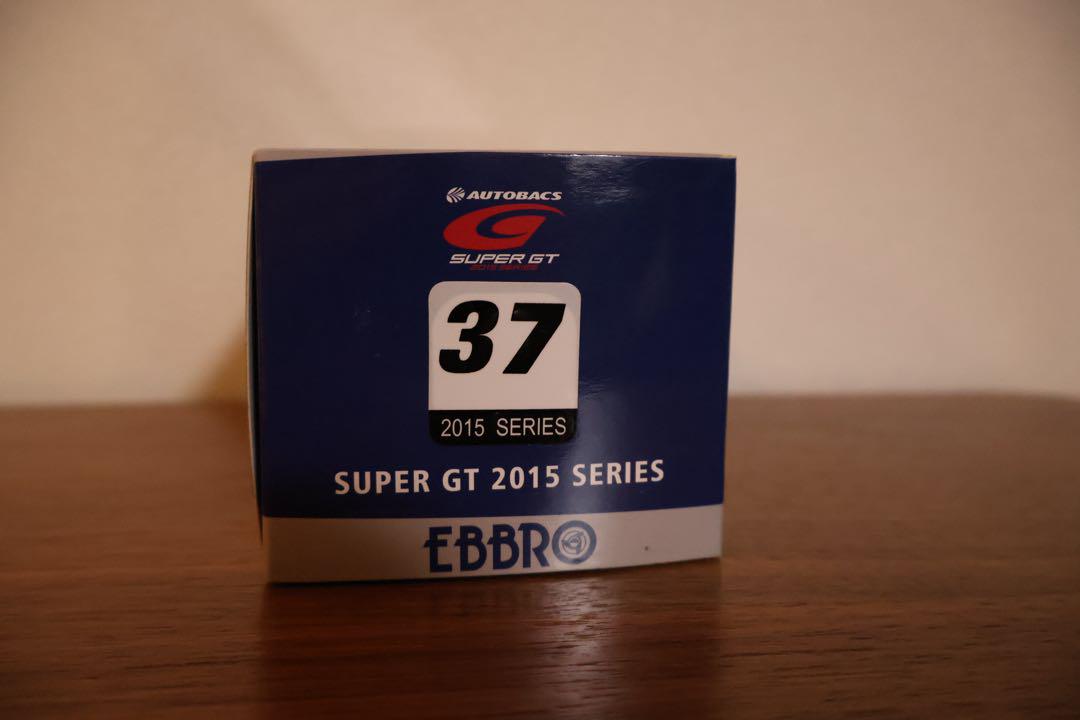 AUTOBACS
SUPER GT
2015 SERIES
37
2015 SERIES
SUPER GT 2015 SERIES
EBBRO